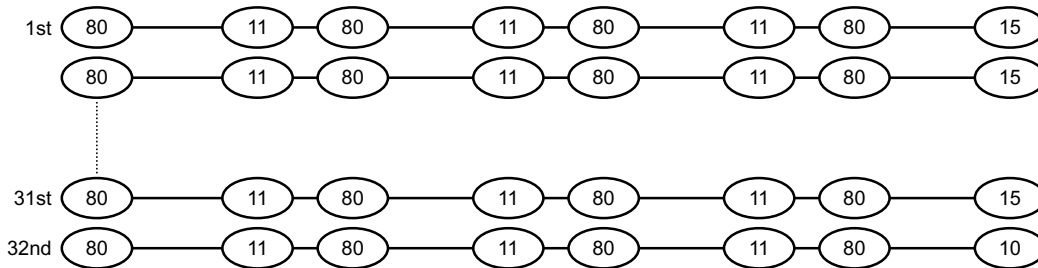 1st 80 11 80 11 80 11 80 15
80 11 80 11 80 11 80 15
31st 80 11 80 11 80 11 80 15
32nd 80 11 80 11 80 11 80 10